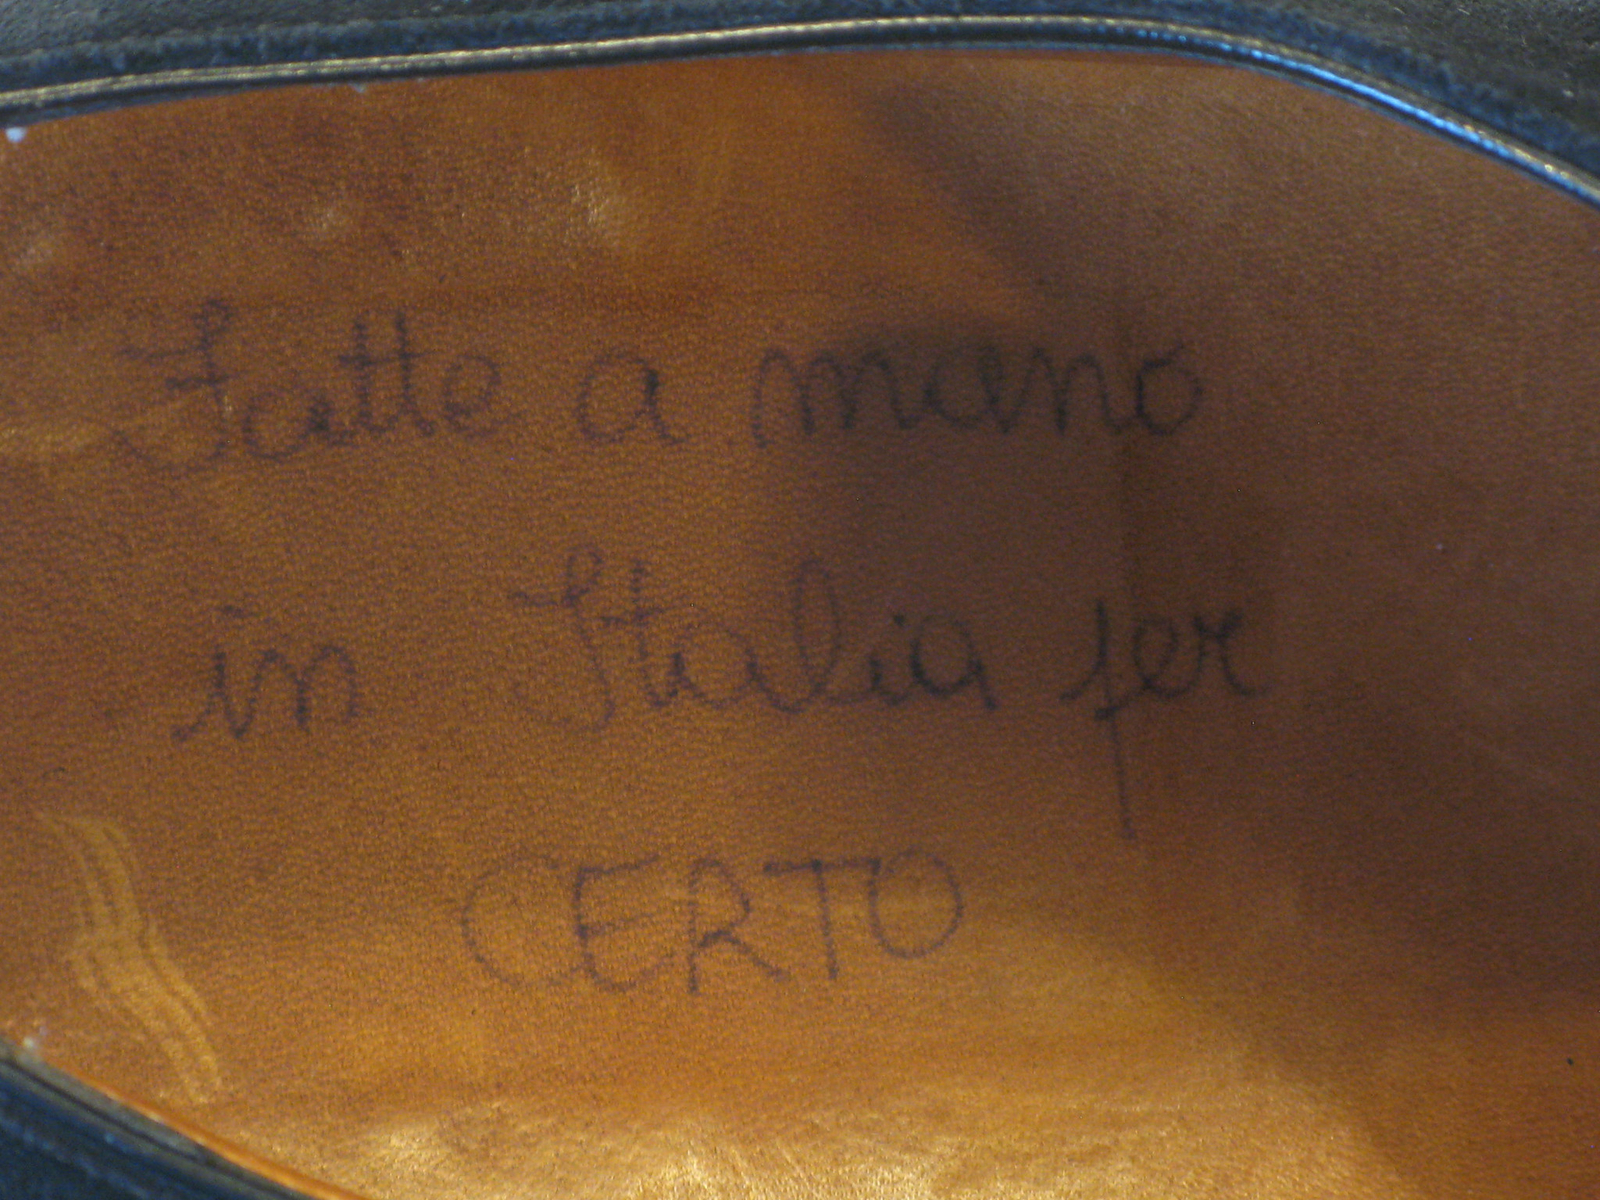 Fatte a mano
in Italia per
CERTO